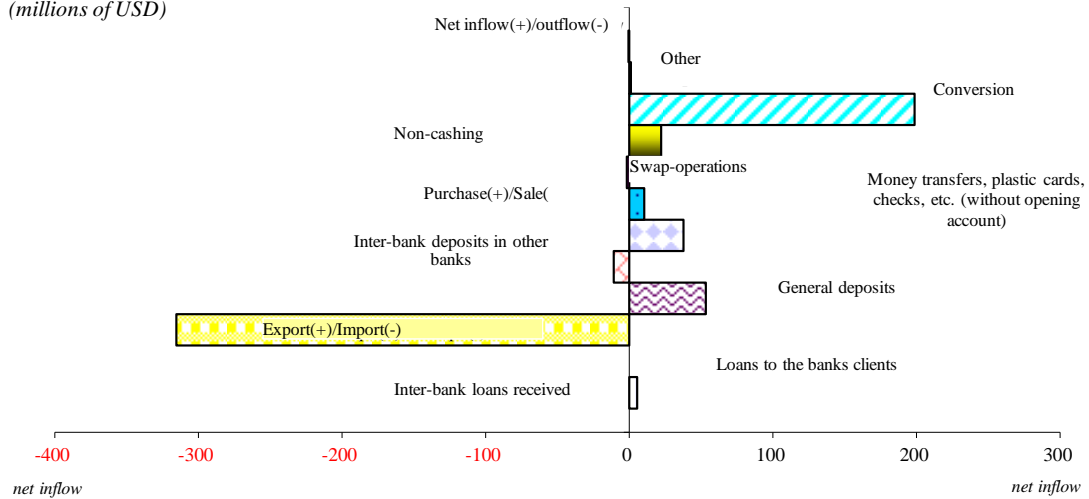 (millions of USD)
Net inflow(+)/outflow(-)
Other
Conversion
Non-cashing
Swap-operations
Money transfers, plastic cards,
checks, etc. (without opening
account)
Purchase(+)/Sale(
Inter-bank deposits in other
banks
General deposits
Export(+)/Import(-)
Loans to the banks clients
Inter-bank loans received
-400 -300 -200 -100 0 100 200 300
net inflow net inflow